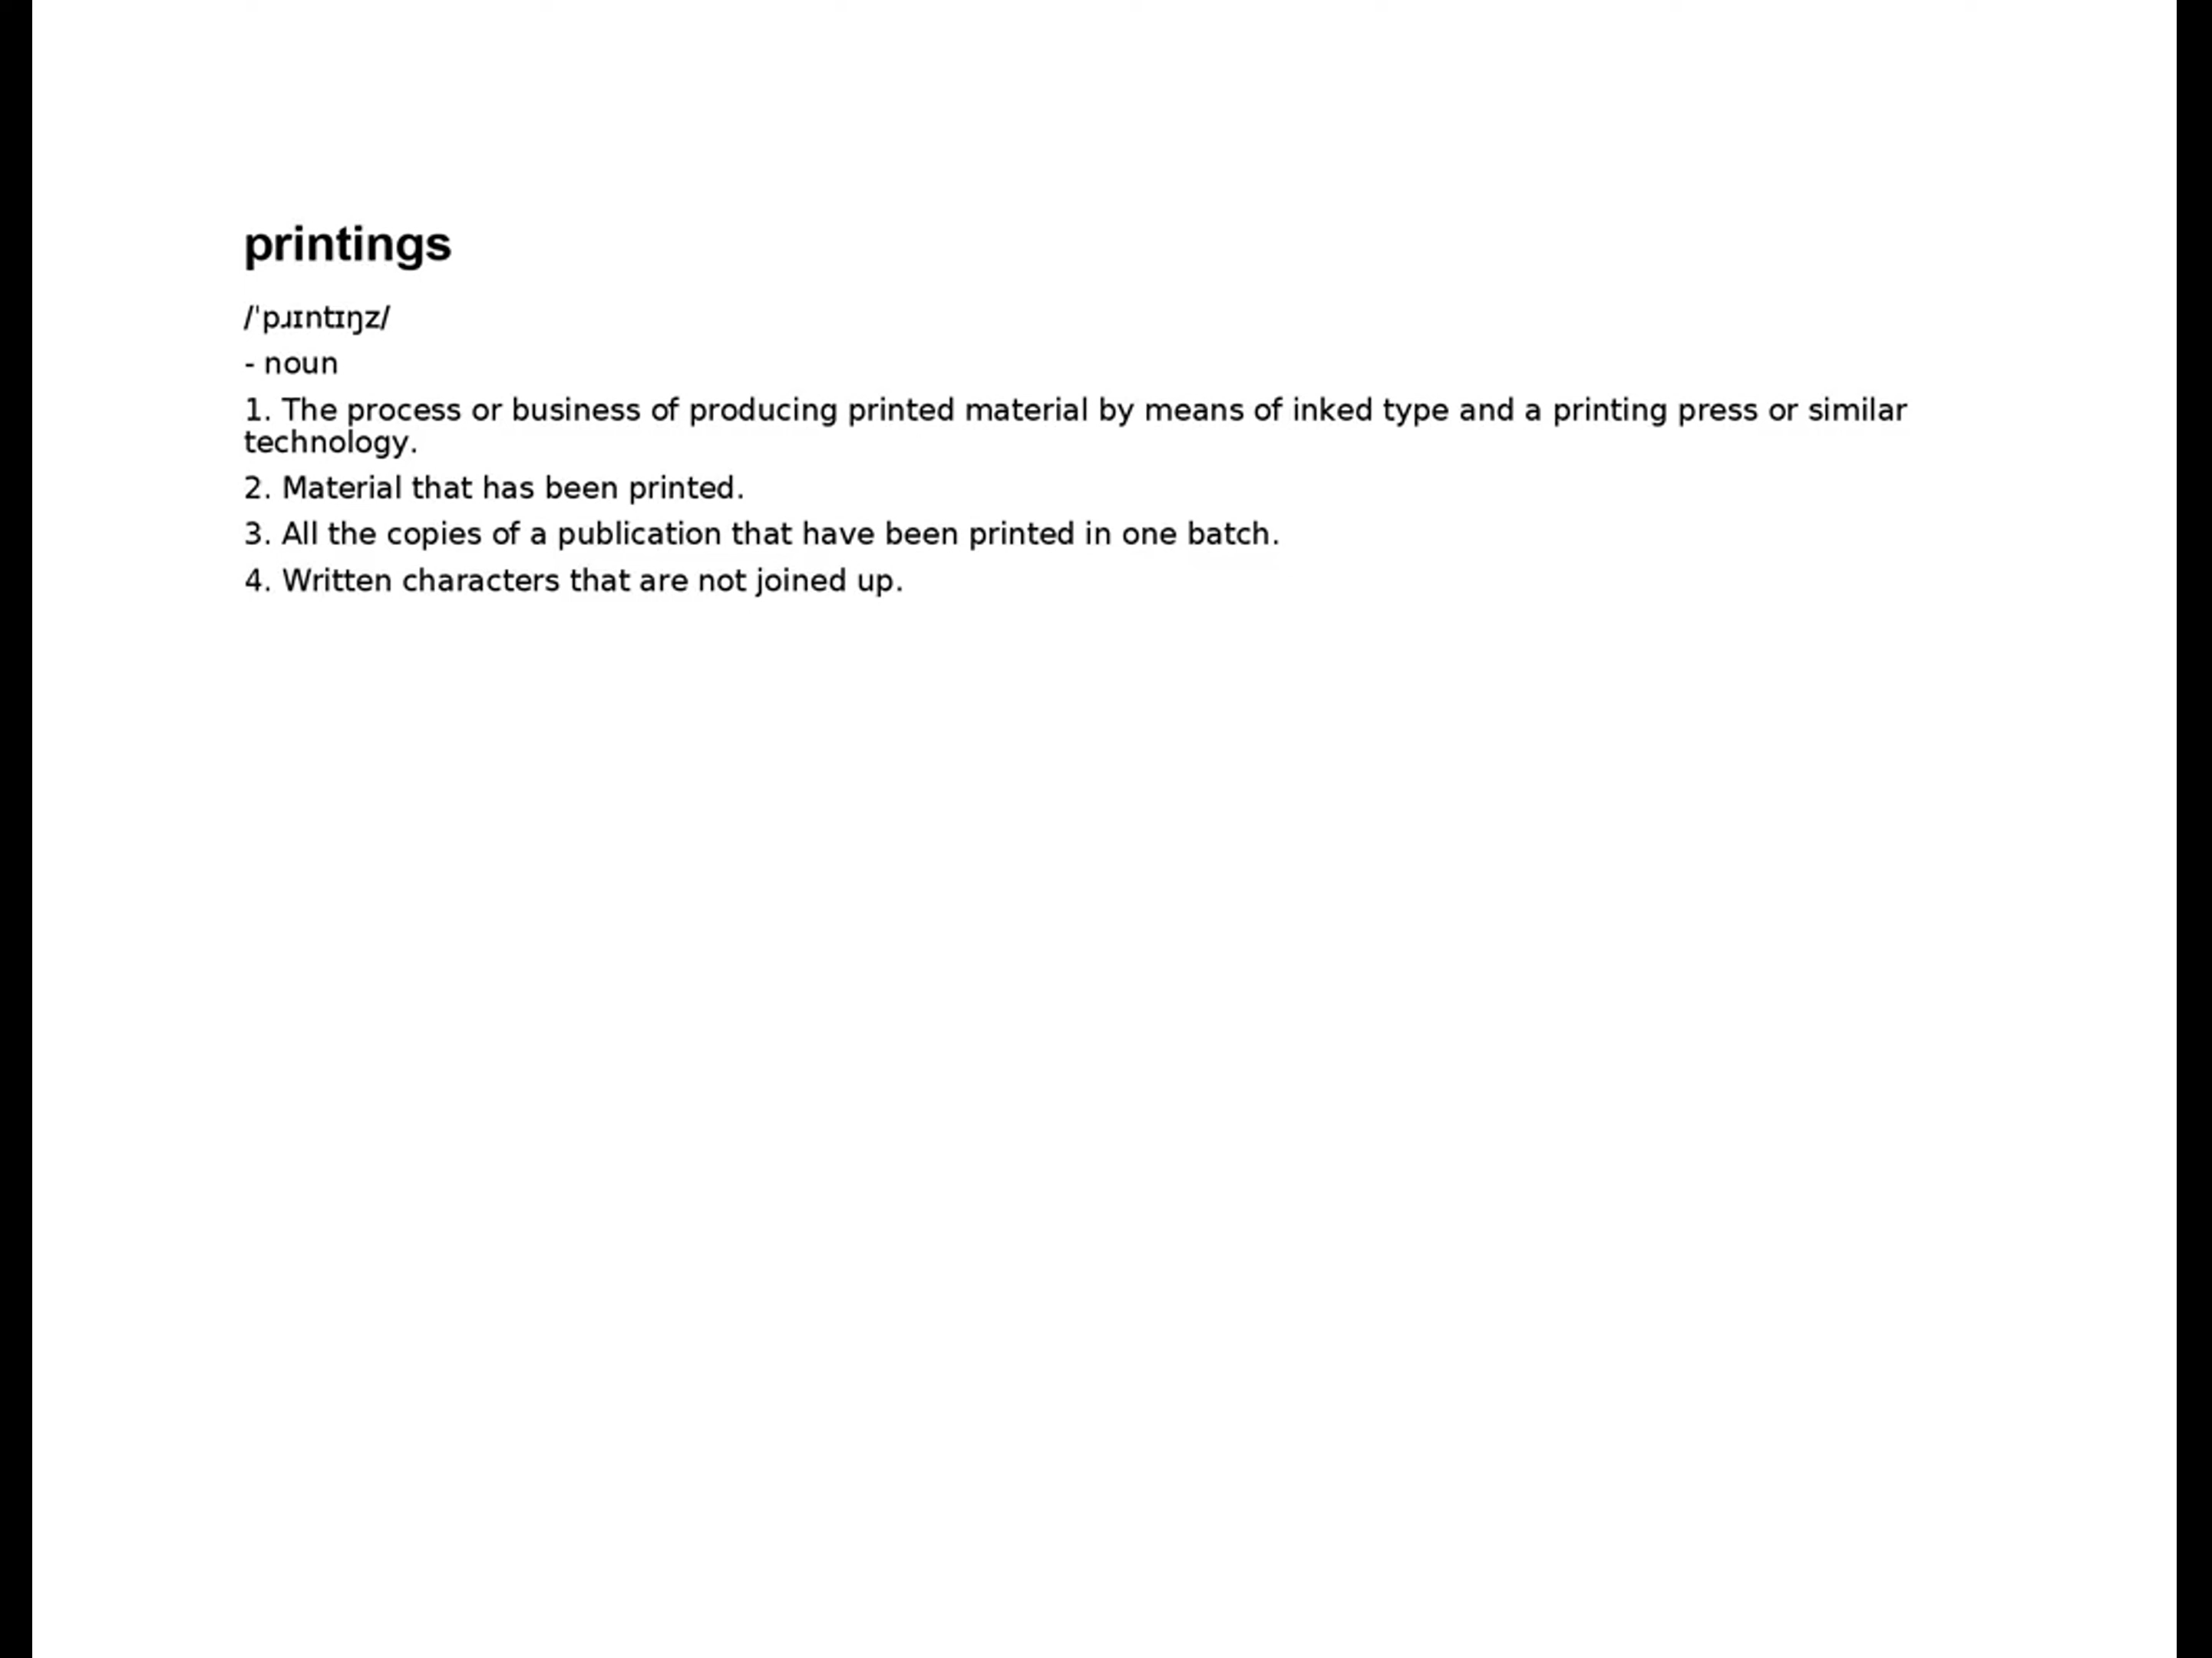 printings
/ˈpɹɪntɪŋz/
- noun
1. The process or business of producing printed material by means of inked type and a printing press or similar
technology.
2. Material that has been printed.
3. All the copies of a publication that have been printed in one batch.
4. Written characters that are not joined up.